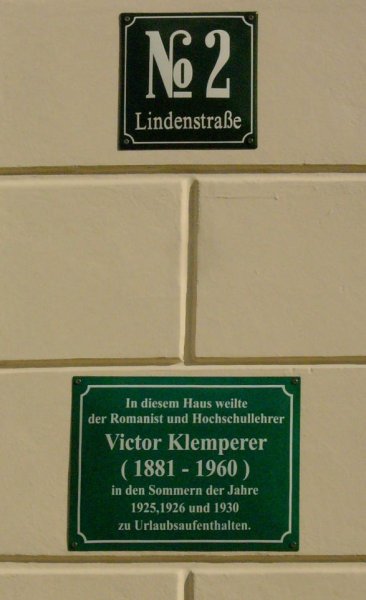 No 2
Lindenstraße
In diesem Haus weilte
der Romanist und Hochschullehrer
Victor Klemperer
( 1881 - 1960 )
in den Sommern der Jahre
1925,1926 und 1930
zu Urlaubsaufenthalten.